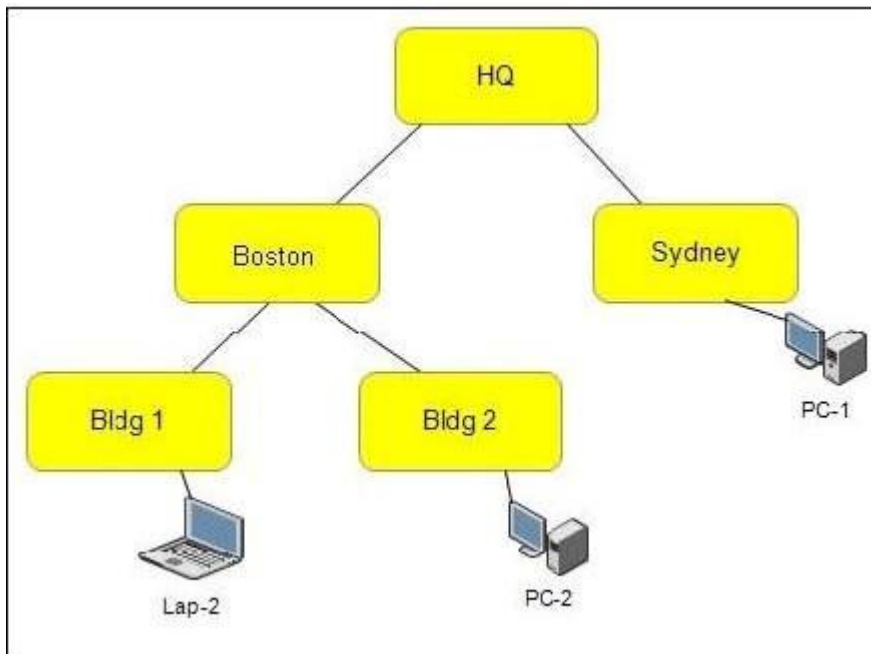 HQ
Boston
Sydney
Bldg 1
Bldg 2
PC-1
Lap-2
PC-2